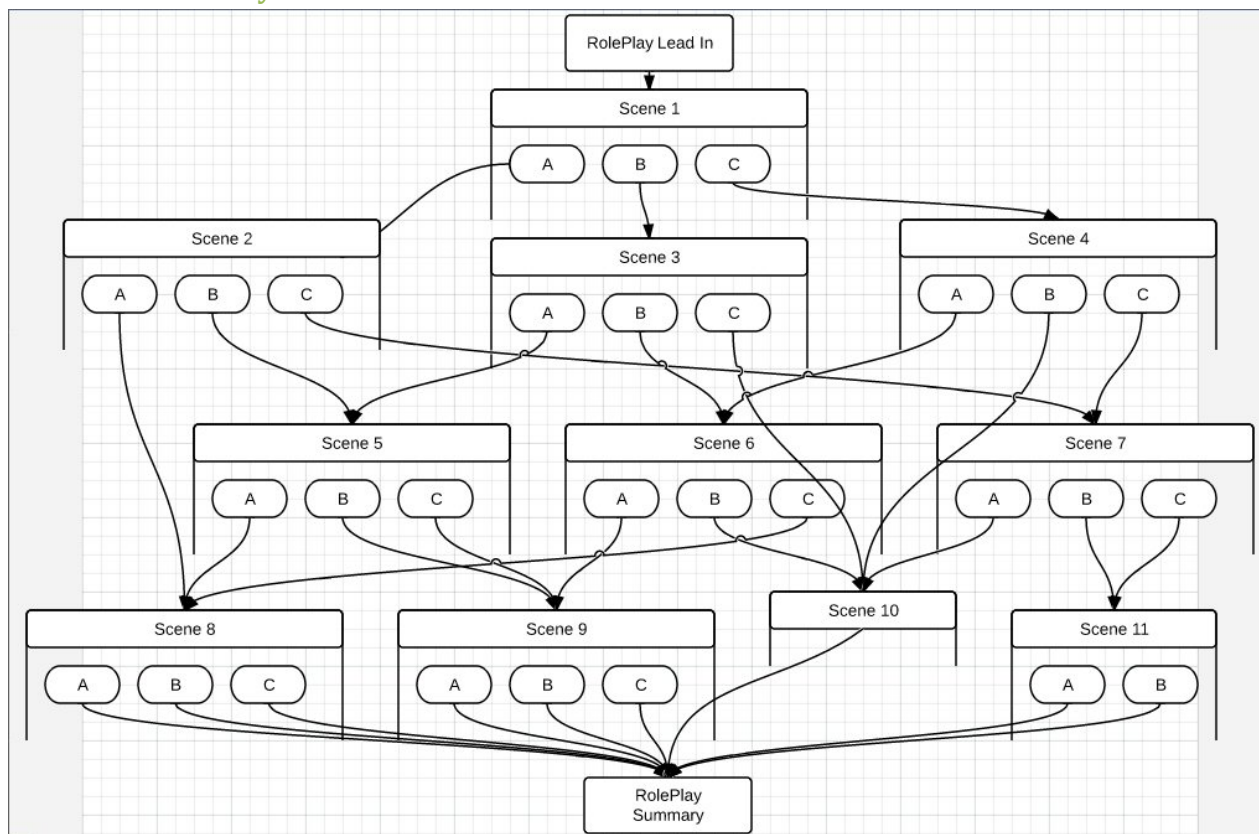 RolePlay Lead In
Scene 1
A B C
Scene 2
A B C
Scene 3
A B C
Scene 4
A B C
Scene 5
A B C
Scene 6
A B C
Scene 7
A B C
Scene 8
A B C
Scene 9
A B C
Scene 10
Scene 11
A B
RolePlay
Summary